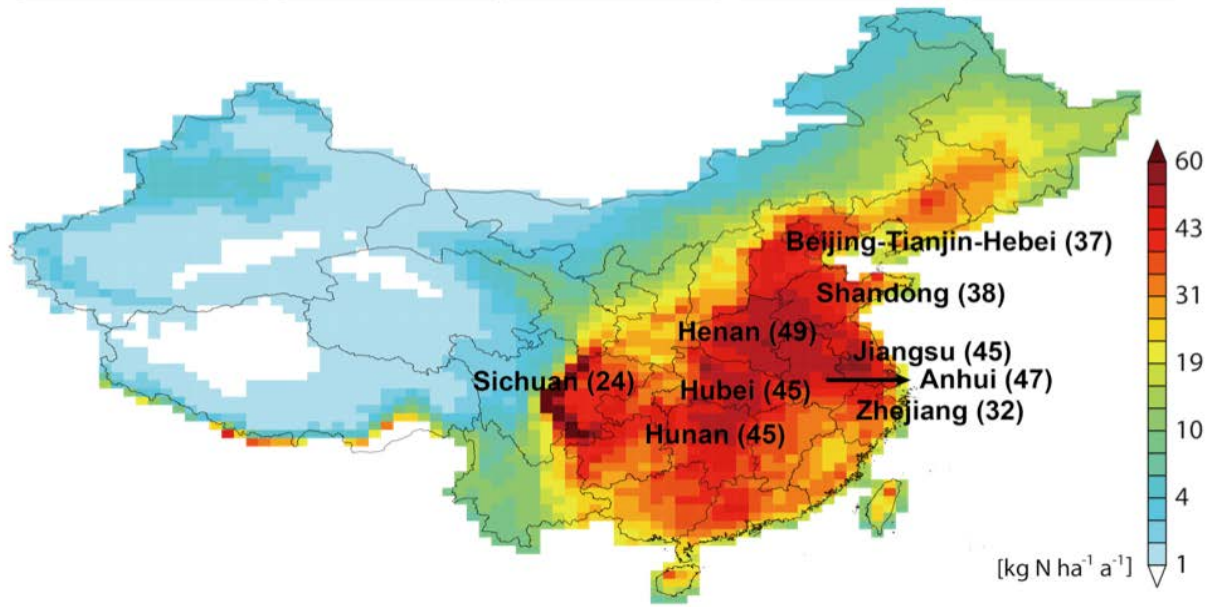 60
Beijing-Tianjin-Hebei (37)
43
Shandong (38)
31
Henan (49)
Jiangsu (45)
19
Sichuan (24)
Hubei (45)
Anhui (47)
Zhejiang (32)
Hunan (45)
10
4
1
[kg N ha⁻¹ a⁻¹]